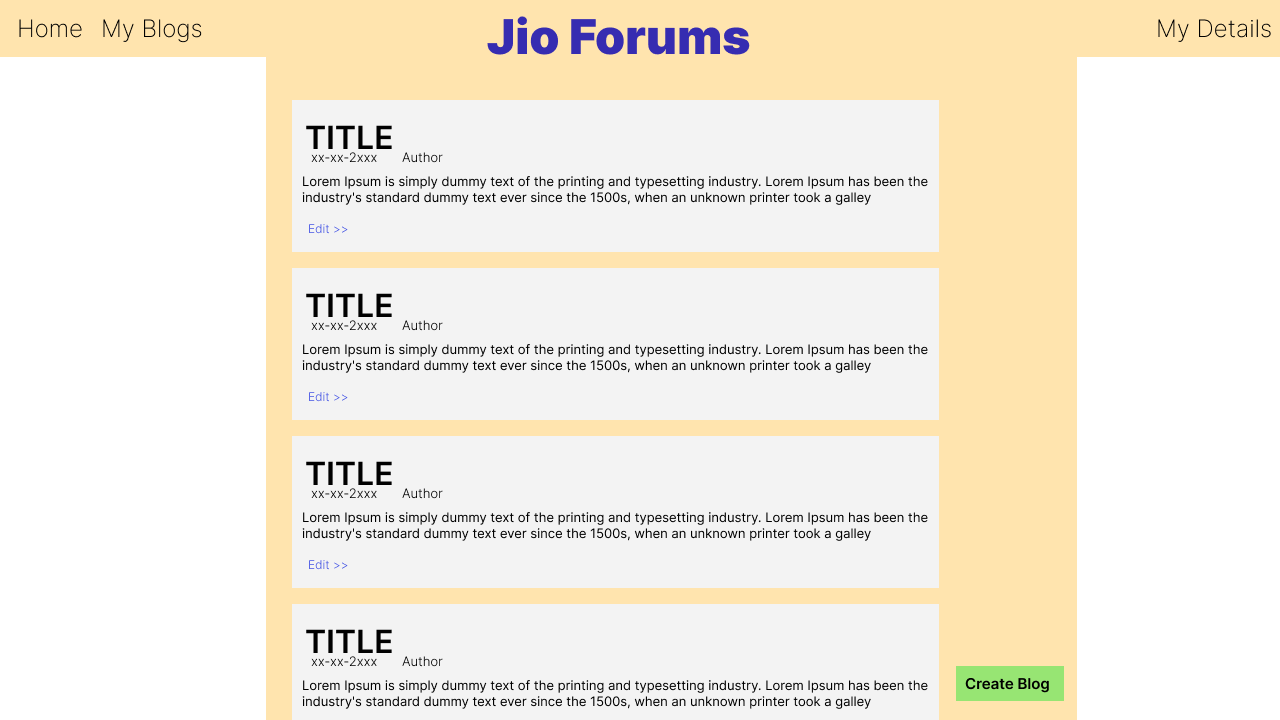 Home My Blogs Jio Forums My Details
TITLE
xx-xx-2xxx Author
Lorem Ipsum is simply dummy text of the printing and typesetting industry. Lorem Ipsum has been the
industry's standard dummy text ever since the 1500s, when an unknown printer took a galley
Edit >>
TITLE
xx-xx-2xxx Author
Lorem Ipsum is simply dummy text of the printing and typesetting industry. Lorem Ipsum has been the
industry's standard dummy text ever since the 1500s, when an unknown printer took a galley
Edit >>
TITLE
xx-xx-2xxx Author
Lorem Ipsum is simply dummy text of the printing and typesetting industry. Lorem Ipsum has been the
industry's standard dummy text ever since the 1500s, when an unknown printer took a galley
Edit >>
TITLE
xx-xx-2xxx Author
Lorem Ipsum is simply dummy text of the printing and typesetting industry. Lorem Ipsum has been the
industry's standard dummy text ever since the 1500s, when an unknown printer took a galley
Create Blog